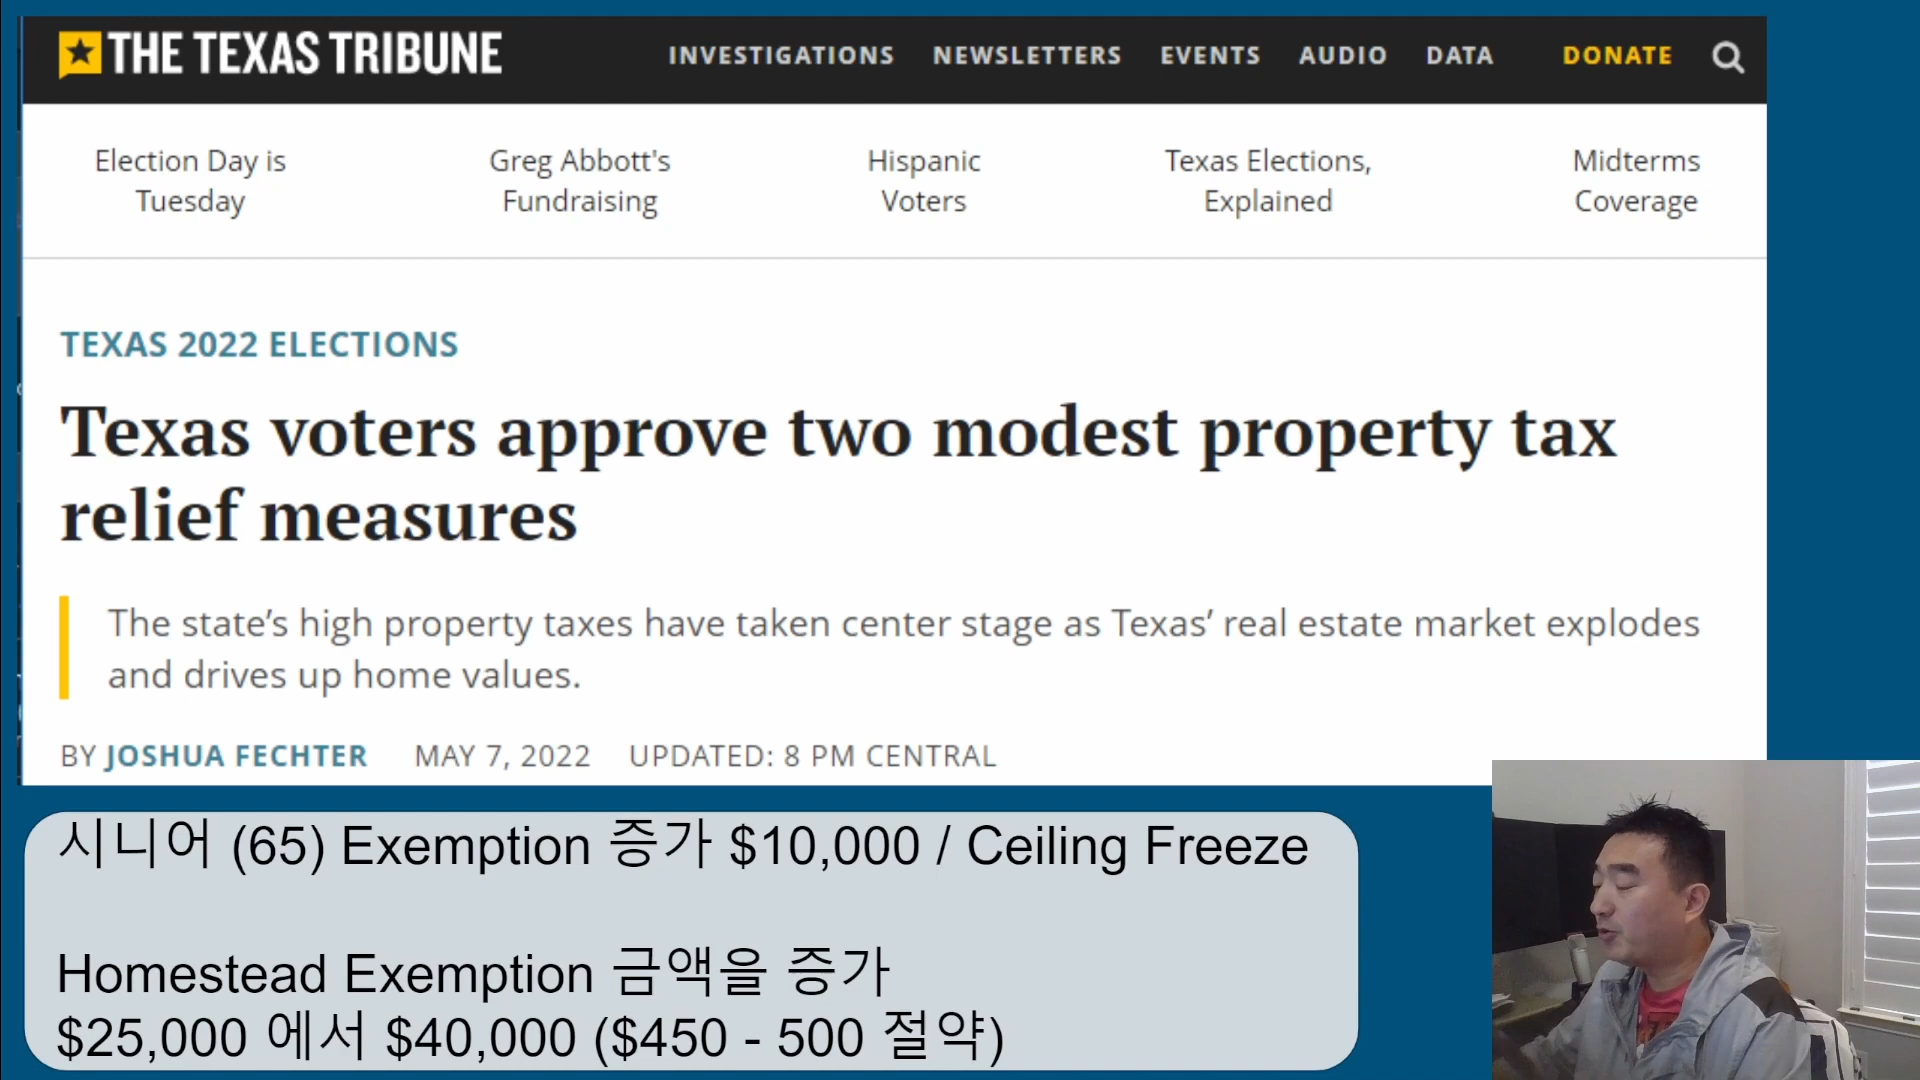 THE TEXAS TRIBUNE
INVESTIGATIONS NEWSLETTERS EVENTS AUDIO DATA DONATE
Election Day is
Tuesday
Greg Abbott's
Fundraising
Hispanic
Voters
Texas Elections,
Explained
Midterms
Coverage
TEXAS 2022 ELECTIONS
Texas voters approve two modest property tax
relief measures
The state’s high property taxes have taken center stage as Texas’ real estate market explodes
and drives up home values.
BY JOSHUA FECHTER MAY 7, 2022 UPDATED: 8 PM CENTRAL
시니어 (65) Exemption 증가 $10,000 / Ceiling Freeze
Homestead Exemption 금액을 증가
$25,000 에서 $40,000 ($450 - 500 절약)